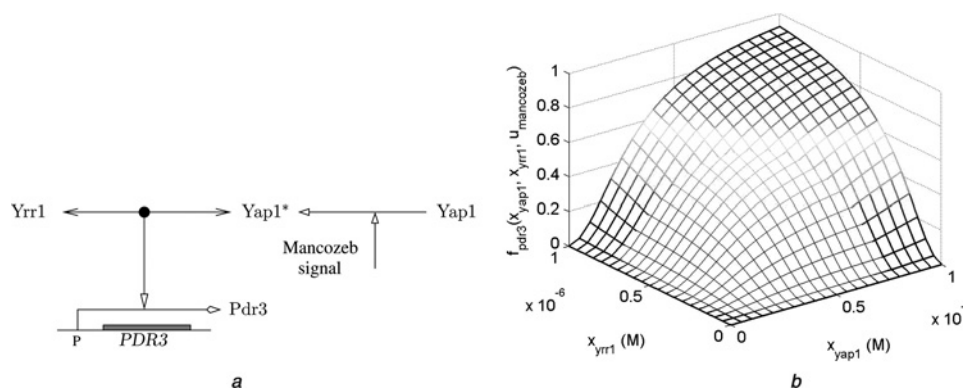 Yrr1
Yap1*
Yap1
Mancozeb
signal
Pdr3
P
PDR3
a
f_pdr3(x_yap1, x_yrr1, u_mancozeb)
1
0.8
0.6
0.4
0.2
0
1
x 10^-6
0.5
0
x_yrr1 (M)
0
0.5
1
x 10
x_yap1 (M)
b